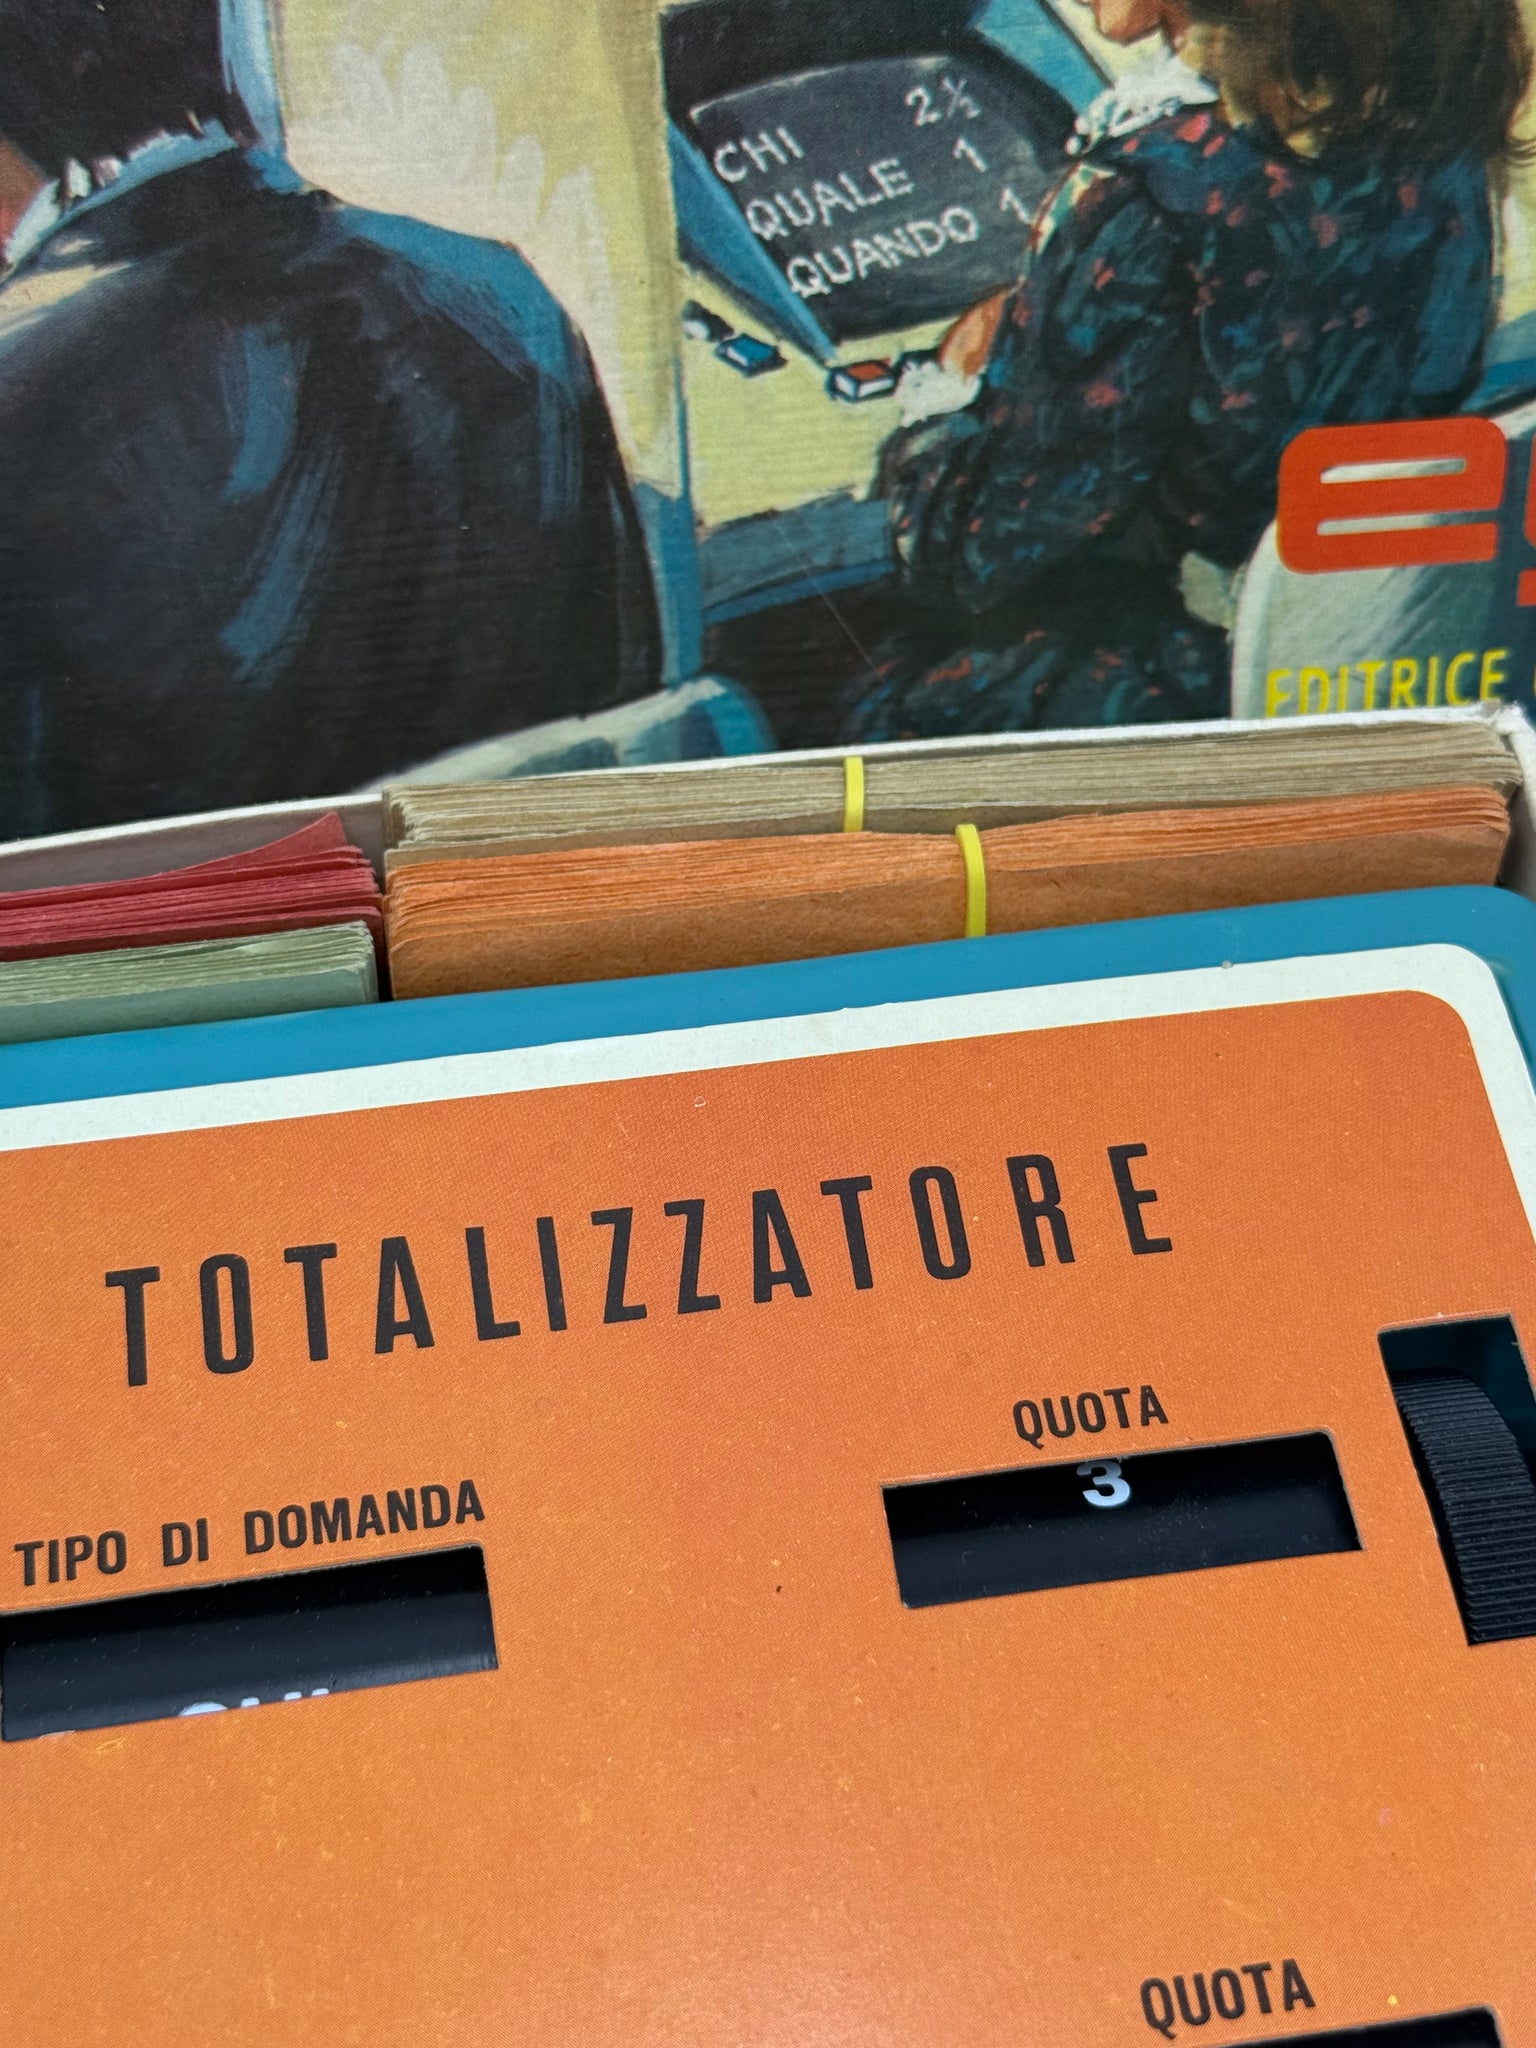 CHI 2½
QUALE 1
QUANDO 1
EDITRICE
TOTALIZZATORE
QUOTA
3
TIPO DI DOMANDA
QUOTA